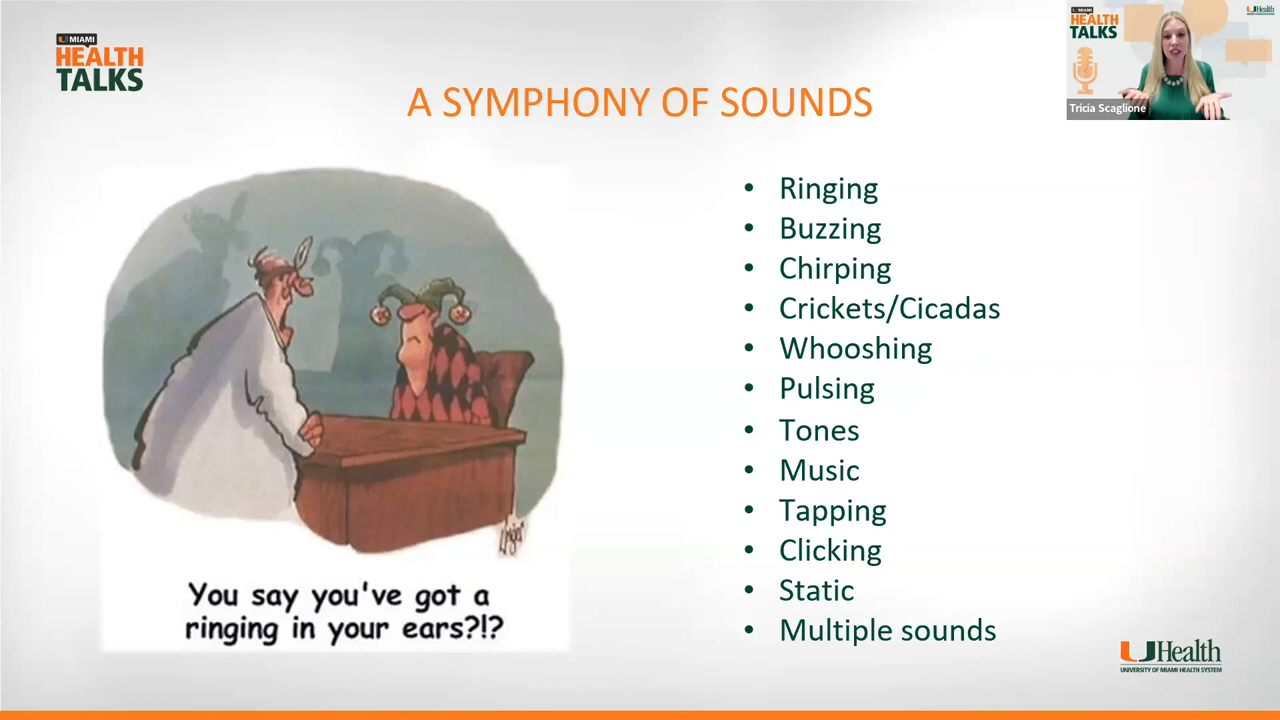 U MIAMI
HEALTH
TALKS
A SYMPHONY OF SOUNDS
U MIAMI
HEALTH
TALKS
UHealth
Tricia Scaglione
• Ringing
• Buzzing
• Chirping
• Crickets/Cicadas
• Whooshing
• Pulsing
• Tones
• Music
• Tapping
• Clicking
• Static
• Multiple sounds
You say you've got a
ringing in your ears?!?
UHealth
UNIVERSITY OF MIAMI HEALTH SYSTEM